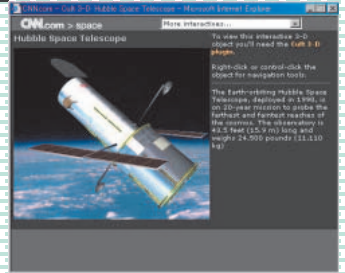 CNN.com - Cult 3-D: Hubble Space Telescope - Microsoft Internet Explorer
CNN.com > space
More interactives...
Hubble Space Telescope
To view this interactive 3-D
object you'll need the Cult 3-D
plugin.
Right-click or control-click the
object for navigation tools.
The Earth-orbiting Hubble Space
Telescope, deployed in 1990, is
on 20-year mission to probe the
farthest and faintest reaches of
the cosmos. The observatory is
43.5 feet (15.9 m) long and
weighs 24,500 pounds (11,110
kg)